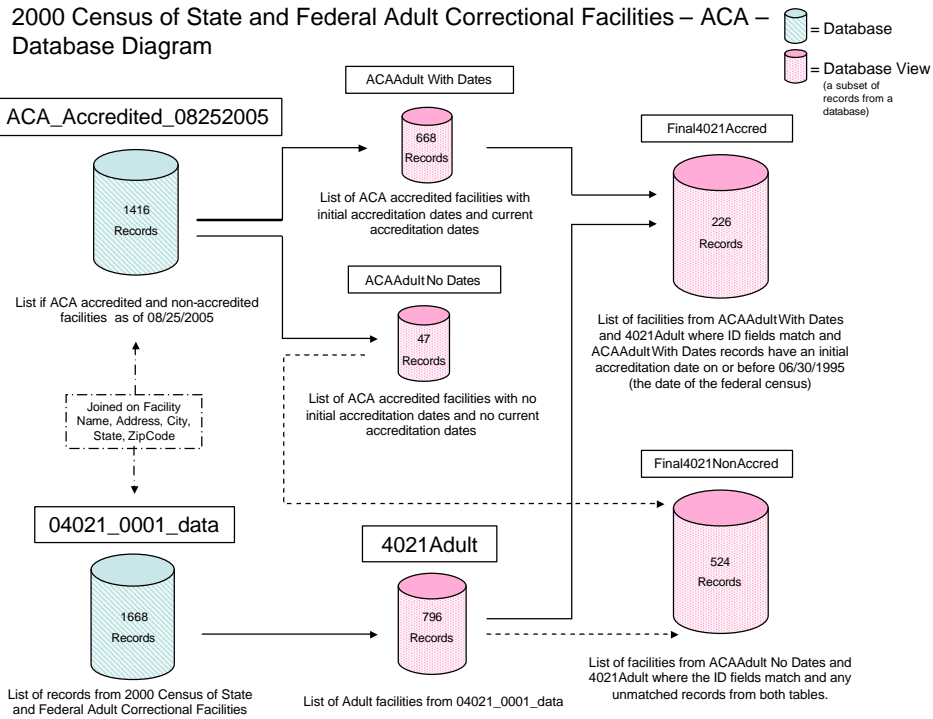 2000 Census of State and Federal Adult Correctional Facilities – ACA –
Database Diagram
= Database
= Database View
(a subset of
records from a
database)
ACAAdult With Dates
ACA_Accredited_08252005
668
Records
Final4021Accred
List of ACA accredited facilities with
initial accreditation dates and current
accreditation dates
1416
Records
226
Records
ACAAdult No Dates
List if ACA accredited and non-accredited
facilities as of 08/25/2005
47
Records
List of facilities from ACAAdult With Dates
and 4021Adult where ID fields match and
ACAAdult With Dates records have an initial
accreditation date on or before 06/30/1995
(the date of the federal census)
List of ACA accredited facilities with no
initial accreditation dates and no current
accreditation dates
Joined on Facility
Name, Address, City,
State, ZipCode
Final4021NonAccred
04021_0001_data
4021Adult
524
Records
1668
Records
796
Records
List of facilities from ACAAdult No Dates and
4021Adult where the ID fields match and any
unmatched records from both tables.
List of records from 2000 Census of State
and Federal Adult Correctional Facilities
List of Adult facilities from 04021_0001_data